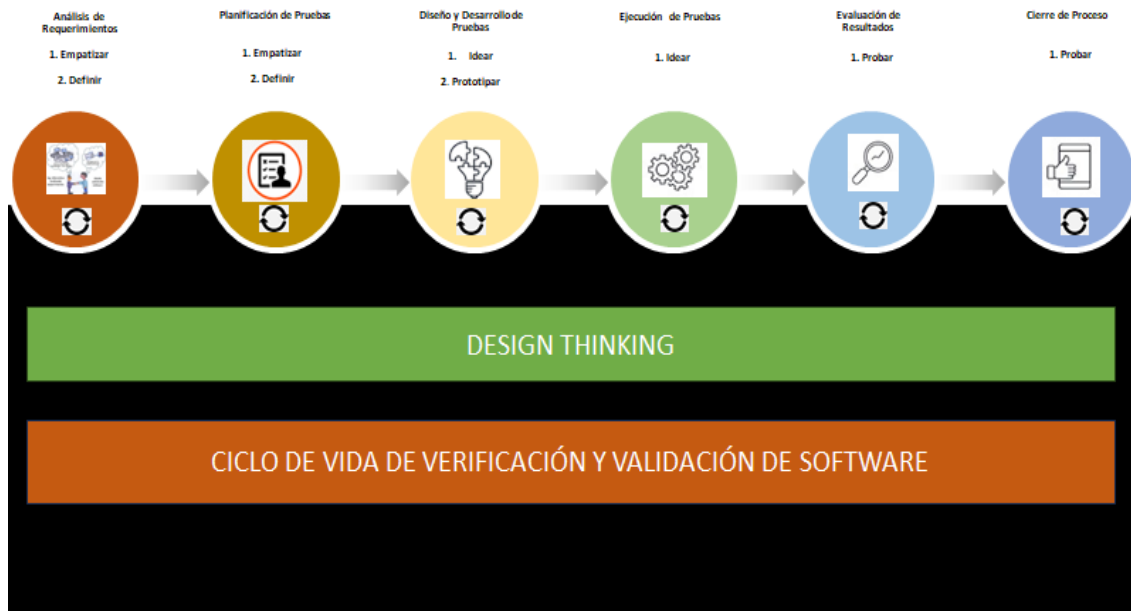 Análisis de
Requerimientos
1. Empatizar
2. Definir
Planificación de Pruebas
1. Empatizar
2. Definir
Diseño y Desarrollo de
Pruebas
1. Idear
2. Prototipar
Ejecución de Pruebas
1. Idear
Evaluación de
Resultados
1. Probar
Cierre de Proceso
1. Probar
DESIGN THINKING
CICLO DE VIDA DE VERIFICACIÓN Y VALIDACIÓN DE SOFTWARE